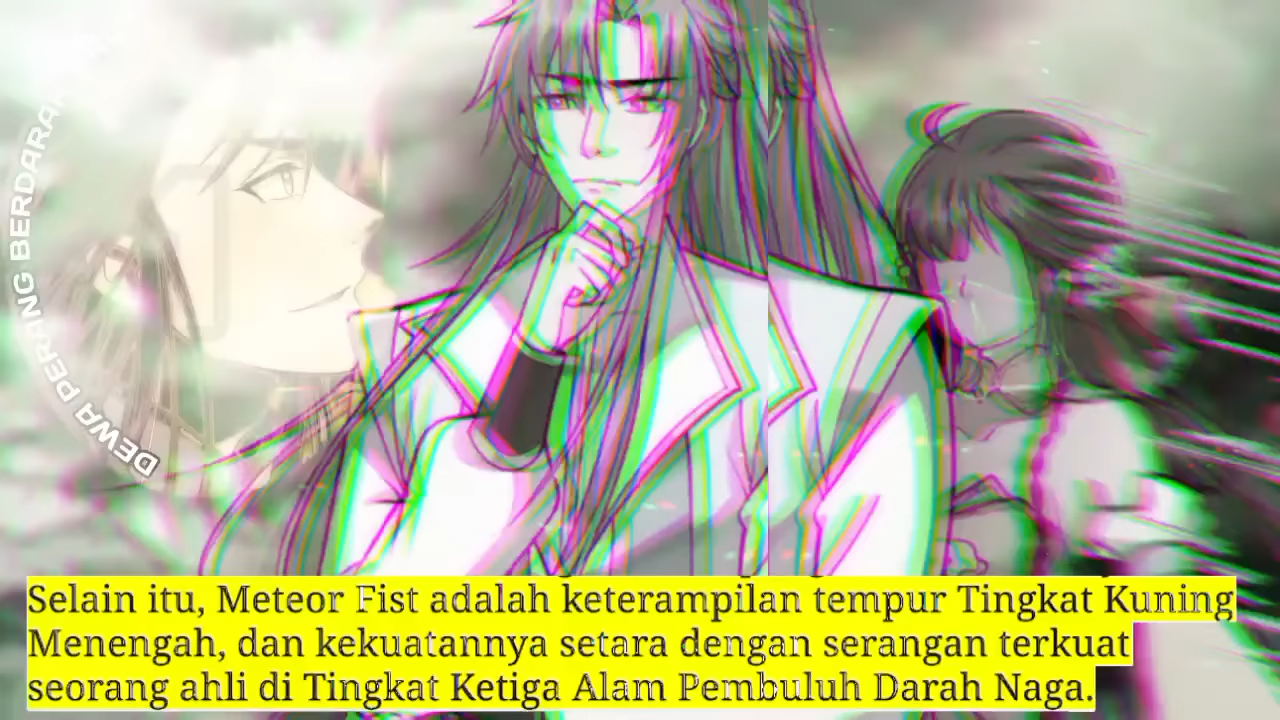 DEWA PERANG BERDARAH
Selain itu, Meteor Fist adalah keterampilan tempur Tingkat Kuning
Menengah, dan kekuatannya setara dengan serangan terkuat
seorang ahli di Tingkat Ketiga Alam Pembuluh Darah Naga.